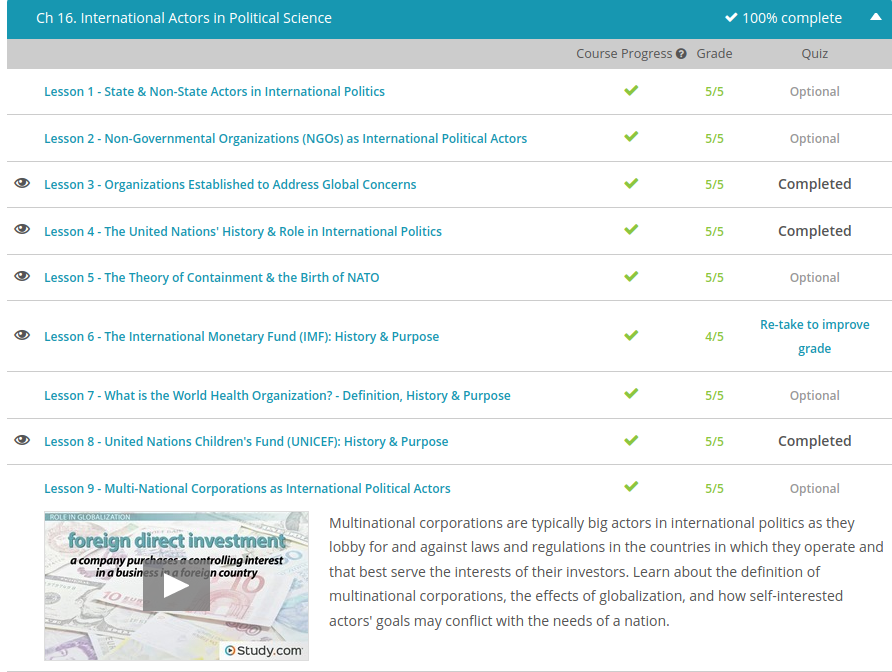 Ch 16. International Actors in Political Science
100% complete
Course Progress Grade Quiz
Lesson 1 - State & Non-State Actors in International Politics 5/5 Optional
Lesson 2 - Non-Governmental Organizations (NGOs) as International Political Actors 5/5 Optional
Lesson 3 - Organizations Established to Address Global Concerns 5/5 Completed
Lesson 4 - The United Nations' History & Role in International Politics 5/5 Completed
Lesson 5 - The Theory of Containment & the Birth of NATO 5/5 Optional
Lesson 6 - The International Monetary Fund (IMF): History & Purpose 4/5 Re-take to improve
grade
Lesson 7 - What is the World Health Organization? - Definition, History & Purpose 5/5 Optional
Lesson 8 - United Nations Children's Fund (UNICEF): History & Purpose 5/5 Completed
Lesson 9 - Multi-National Corporations as International Political Actors 5/5 Optional
ROLE IN GLOBALIZATION
foreign direct investment
a company purchases a controlling interest
in a business in a foreign country
Study.com
Multinational corporations are typically big actors in international politics as they
lobby for and against laws and regulations in the countries in which they operate and
that best serve the interests of their investors. Learn about the definition of
multinational corporations, the effects of globalization, and how self-interested
actors' goals may conflict with the needs of a nation.